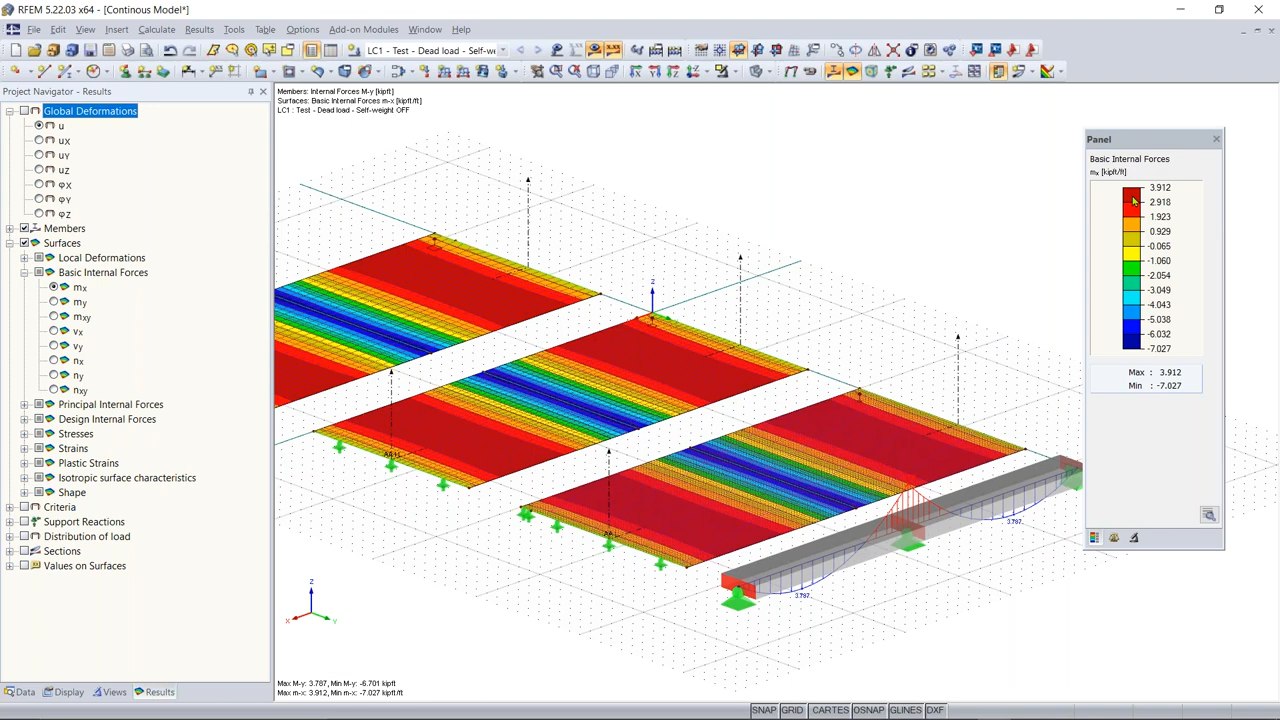 RFEM 5.22.03 x64 - [Continous Model*]
File Edit View Insert Calculate Results Tools Table Options Add-on Modules Window Help
LC1 - Test - Dead load - Self-we
Project Navigator - Results
Global Deformations
u
uX
uY
uZ
φX
φY
φZ
Members
Surfaces
Local Deformations
Basic Internal Forces
mx
my
mxy
vx
vy
nx
ny
nxy
Principal Internal Forces
Design Internal Forces
Stresses
Strains
Plastic Strains
Isotropic surface characteristics
Shape
Criteria
Support Reactions
Distribution of load
Sections
Values on Surfaces
Data Display Views Results
Members: Internal Forces M-y [kipft]
Surfaces: Basic Internal Forces m-x [kipft/ft]
LC1 : Test - Dead load - Self-weight OFF
Z
3.787
3.787
Z
X
Y
Max M-y: 3.787, Min M-y: -6.701 kipft
Max m-x: 3.912, Min m-x: -7.027 kipft/ft
Panel
Basic Internal Forces
mx [kipft/ft]
3.912
2.918
1.923
0.929
-0.065
-1.060
-2.054
-3.049
-4.043
-5.038
-6.032
-7.027
Max : 3.912
Min : -7.027
SNAP GRID CARTES OSNAP GLINES DXF